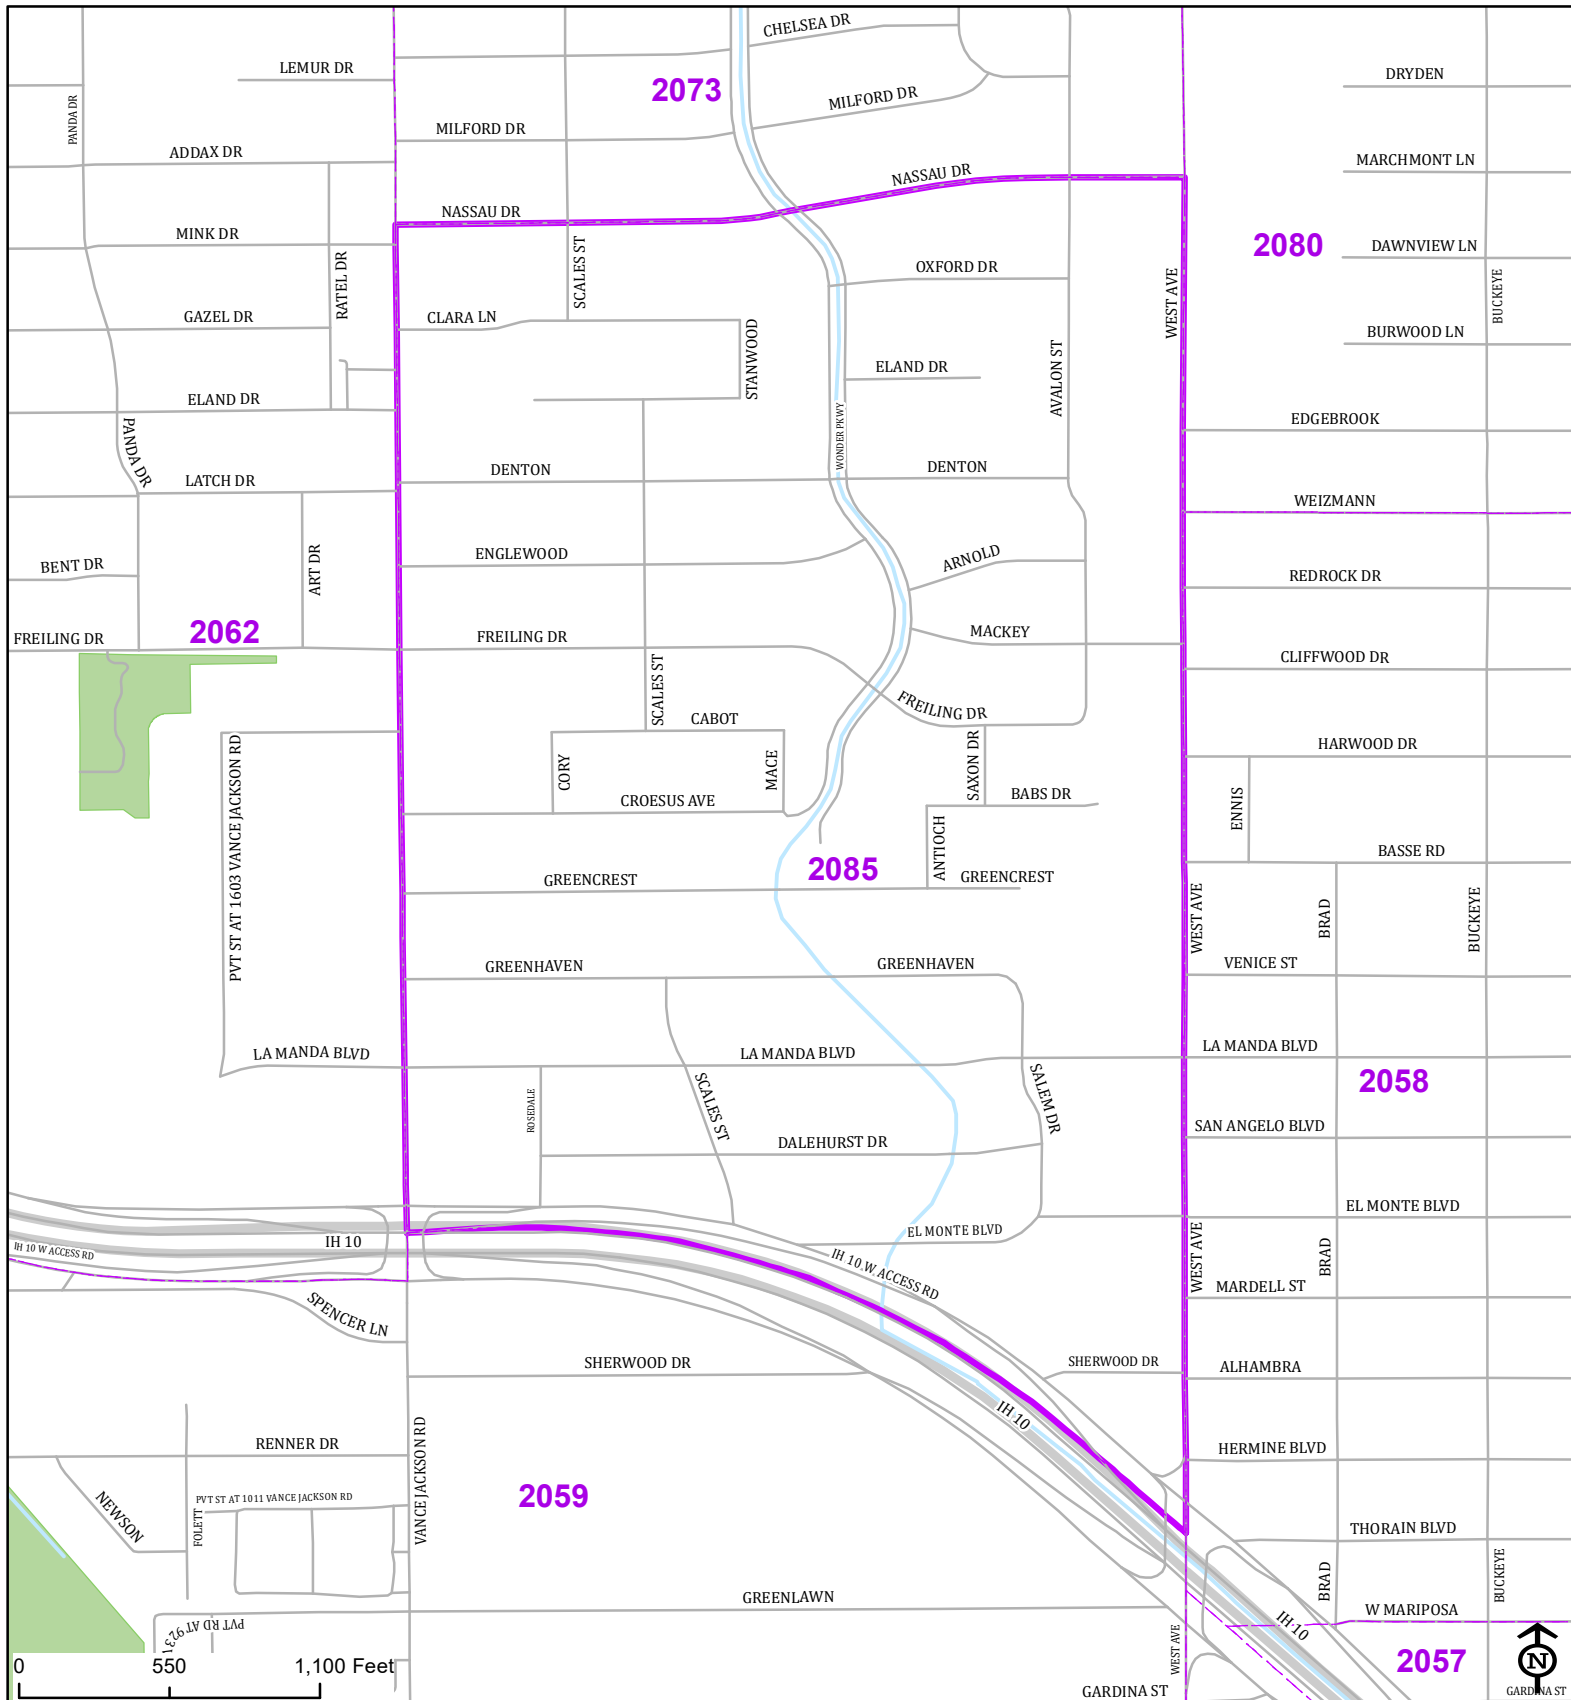 CHELSEA DR
LEMUR DR
2073
DRYDEN
MILFORD DR
PANDA DR
MILFORD DR
ADDAX DR
MARCHMONT LN
NASSAU DR
NASSAU DR
MINK DR
2080
DAWNVIEW LN
SCALES ST
RATEL DR
OXFORD DR
WEST AVE
BUCKEYE
GAZEL DR
CLARA LN
BURWOOD LN
STANWOOD
AVALON ST
ELAND DR
ELAND DR
EDGEBROOK
WONDER PKWY
PANDA DR
LATCH DR
DENTON
DENTON
WEIZMANN
ENGLEWOOD
ARNOLD
BENT DR
ART DR
REDROCK DR
2062
FREILING DR
FREILING DR
MACKEY
CLIFFWOOD DR
SCALES ST
FREILING DR
CABOT
HARWOOD DR
PVT ST AT 1603 VANCE JACKSON RD
CORY
MACE
SAXON DR
BABS DR
CROESUS AVE
ENNIS
ANTIOCH
BASSE RD
2085
GREENCREST
GREENCREST
WEST AVE
BRAD
BUCKEYE
GREENHAVEN
GREENHAVEN
VENICE ST
LA MANDA BLVD
LA MANDA BLVD
LA MANDA BLVD
2058
ROSEDALE
SCALES ST
SALEM DR
SAN ANGELO BLVD
DALEHURST DR
EL MONTE BLVD
EL MONTE BLVD
IH 10
IH 10 W ACCESS RD
IH 10 W ACCESS RD
WEST AVE
BRAD
MARDELL ST
SPENCER LN
SHERWOOD DR
SHERWOOD DR
ALHAMBRA
IH 10
RENNER DR
VANCE JACKSON RD
HERMINE BLVD
2059
PVT ST AT 1011 VANCE JACKSON RD
NEWSON
FOLETT
THORAIN BLVD
BRAD
BUCKEYE
GREENLAWN
W MARIPOSA
PVT RD AT 923
IH 10
WEST AVE
2057
N
0 550 1,100 Feet
GARDINA ST
GARDINA ST